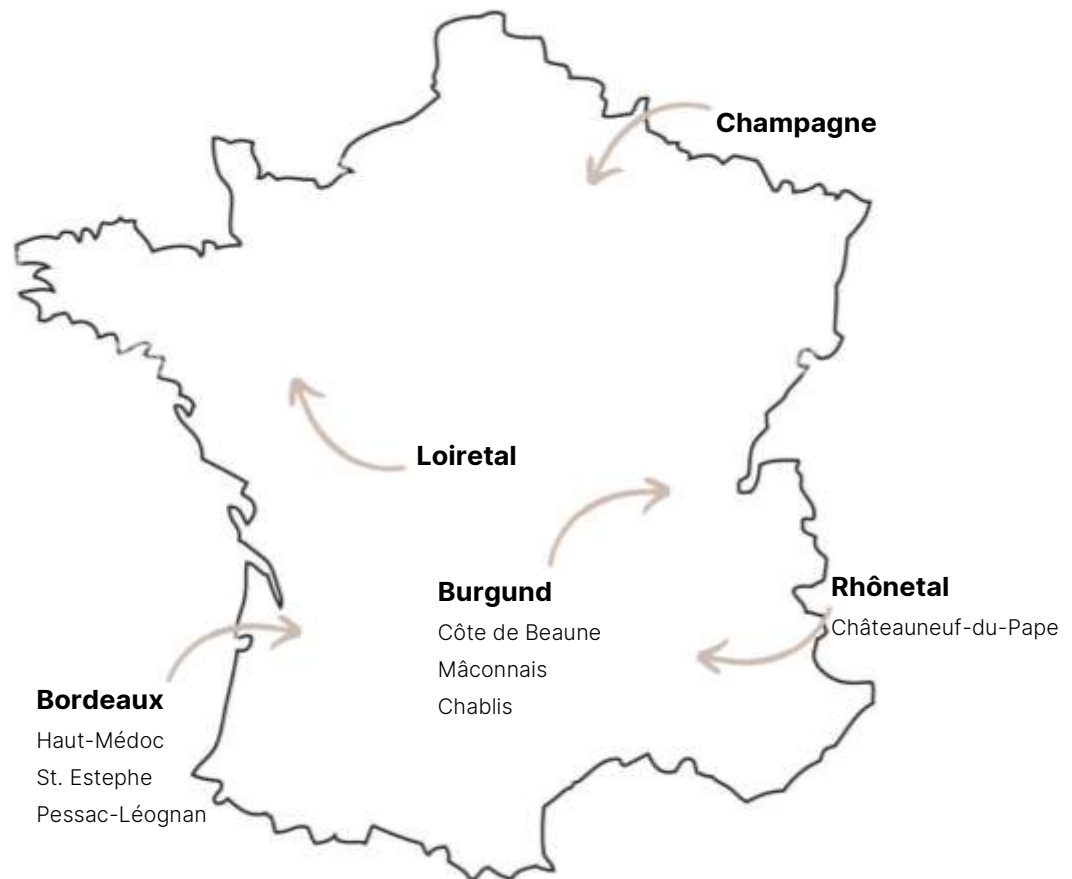 Champagne
Loiretal
Burgund
Côte de Beaune
Mâconnais
Chablis
Rhônetal
Châteauneuf-du-Pape
Bordeaux
Haut-Médoc
St. Estephe
Pessac-Léognan